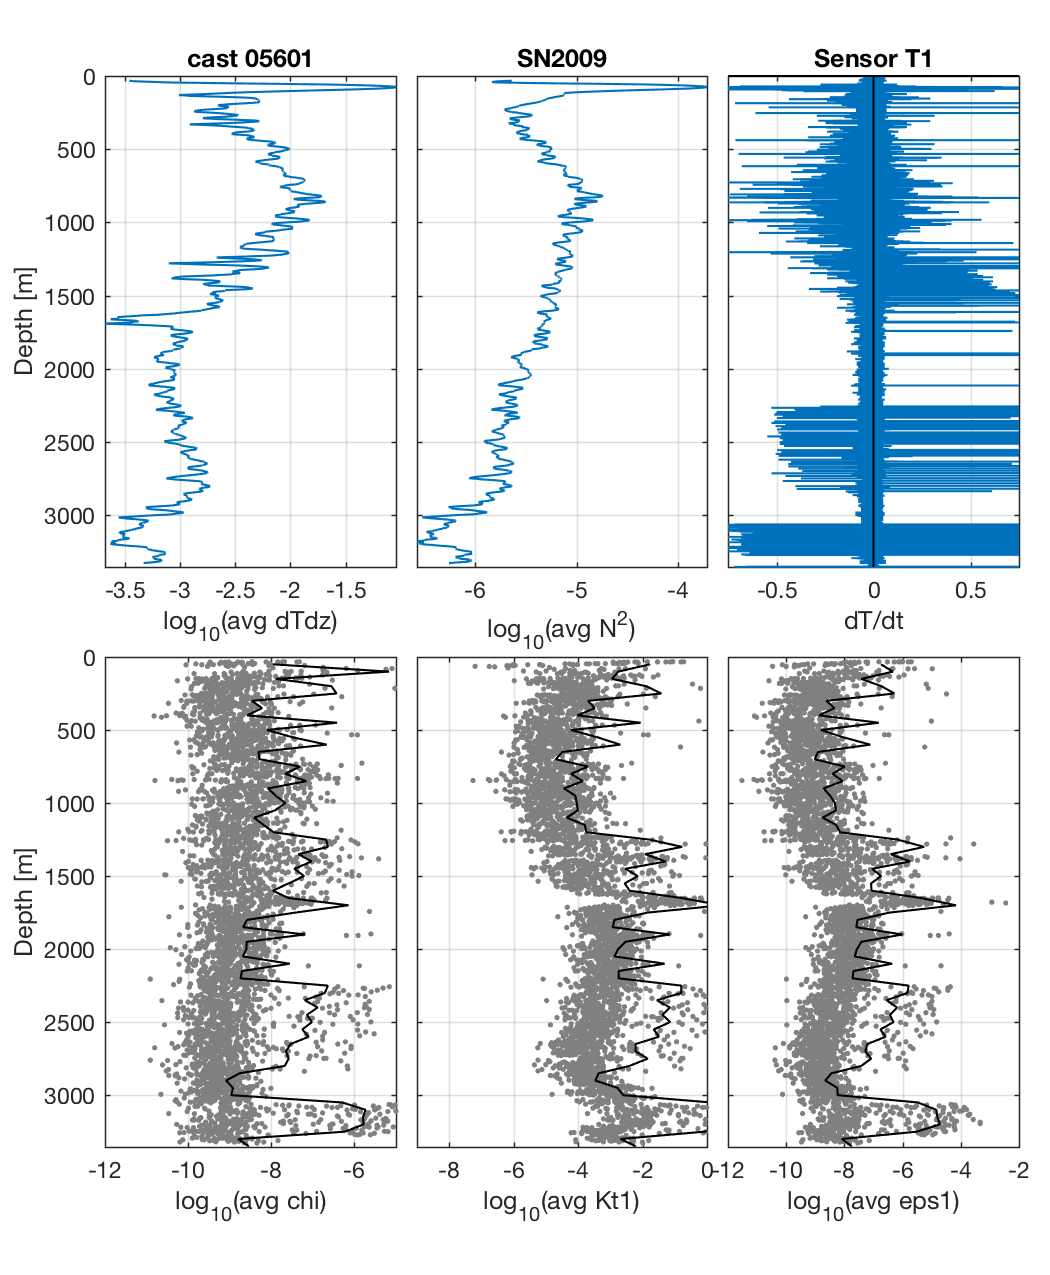 cast 05601
SN2009
Sensor T1
0
500
1000
1500
2000
2500
3000
Depth [m]
-3.5 -3 -2.5 -2 -1.5
-6 -5 -4
-0.5 0 0.5
log10(avg dTdz)
log10(avg N2)
dT/dt
0
500
1000
1500
2000
2500
3000
Depth [m]
-12 -10 -8 -6
-8 -6 -4 -2 0
-12 -10 -8 -6 -4 -2
log10(avg chi)
log10(avg Kt1)
log10(avg eps1)